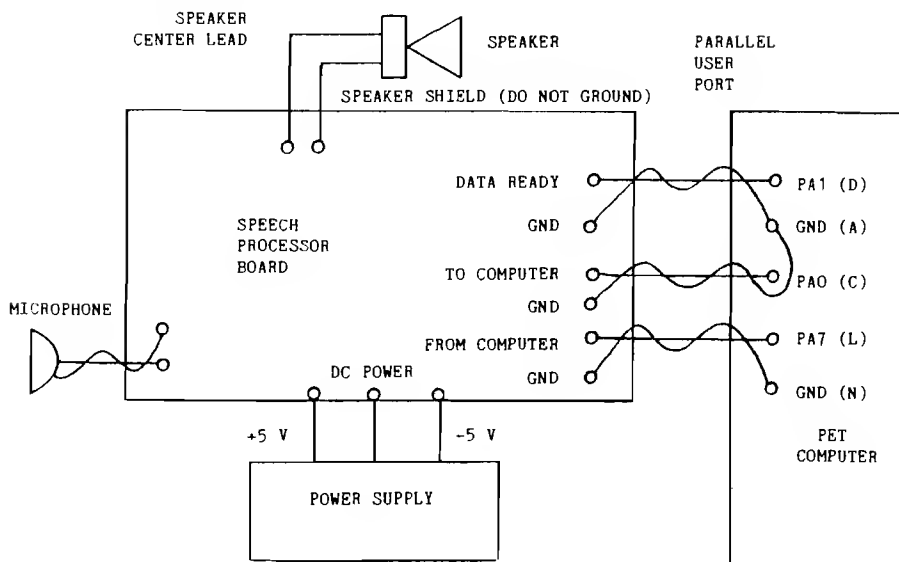 SPEAKER
CENTER LEAD
SPEAKER
PARALLEL
USER
PORT
SPEAKER SHIELD (DO NOT GROUND)
DATA READY
PA1 (D)
GND
GND (A)
SPEECH
PROCESSOR
BOARD
TO COMPUTER
PA0 (C)
GND
MICROPHONE
FROM COMPUTER
PA7 (L)
DC POWER
GND
GND (N)
+5 V
-5 V
PET
COMPUTER
POWER SUPPLY